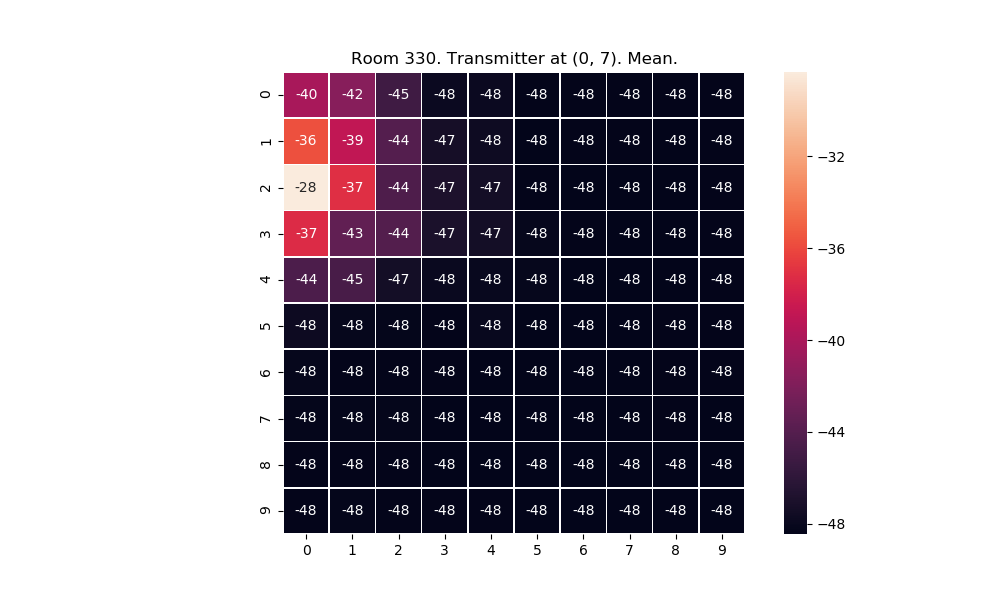 Room 330. Transmitter at (0, 7). Mean.
0 -40 -42 -45 -48 -48 -48 -48 -48 -48 -48
1 -36 -39 -44 -47 -48 -48 -48 -48 -48 -48
−32
2 -28 -37 -44 -47 -47 -48 -48 -48 -48 -48
3 -37 -43 -44 -47 -47 -48 -48 -48 -48 -48
−36
4 -44 -45 -47 -48 -48 -48 -48 -48 -48 -48
5 -48 -48 -48 -48 -48 -48 -48 -48 -48 -48
−40
6 -48 -48 -48 -48 -48 -48 -48 -48 -48 -48
7 -48 -48 -48 -48 -48 -48 -48 -48 -48 -48
−44
8 -48 -48 -48 -48 -48 -48 -48 -48 -48 -48
9 -48 -48 -48 -48 -48 -48 -48 -48 -48 -48
−48
0 1 2 3 4 5 6 7 8 9